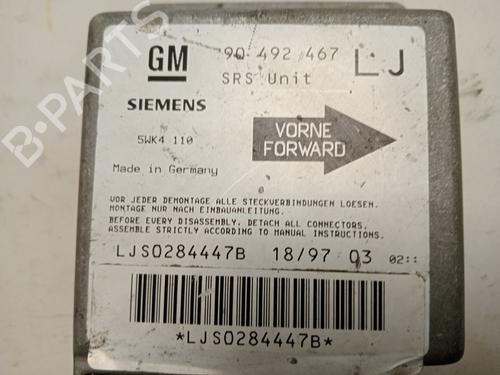 GM 90 492 467 LJ
SRS Unit
SIEMENS
5WK4 110
VORNE
FORWARD
Made in Germany
VOR JEDER DEMONTAGE ALLE STECKVERBINDUNGEN LOESEN.
MONTAGE NUR NACH EINBAUANLEITUNG.
BEFORE EVERY DISASSEMBLY. DETACH ALL CONNECTORS.
ASSEMBLE STRICTLY ACCORDING TO MANUAL INSTRUCTIONS.
LJS0284447B 18/97 03 02::
*LJS0284447B*
B-PARTS